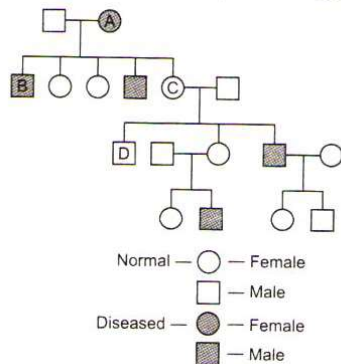 A
B
C
D
Normal — — Female
— Male
Diseased — — Female
— Male